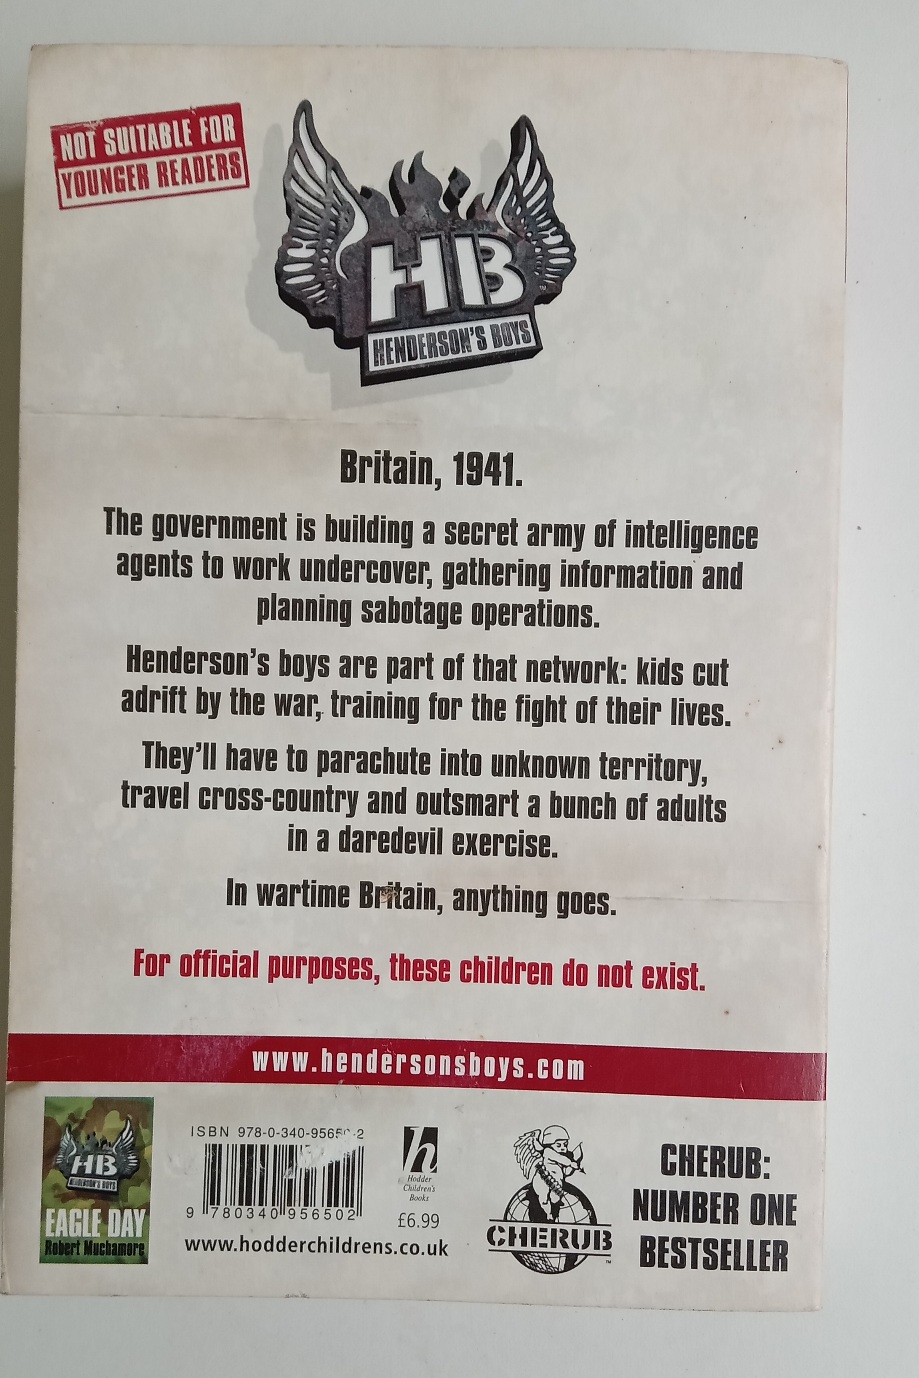 NOT SUITABLE FOR
YOUNGER READERS
HB
HENDERSON'S BOYS
™
Britain, 1941.
The government is building a secret army of intelligence
agents to work undercover, gathering information and
planning sabotage operations.
Henderson's boys are part of that network: kids cut
adrift by the war, training for the fight of their lives.
They'll have to parachute into unknown territory,
travel cross-country and outsmart a bunch of adults
in a daredevil exercise.
In wartime Britain, anything goes.
For official purposes, these children do not exist.
www.hendersonsboys.com
HB
HENDERSON'S BOYS
EAGLE DAY
Robert Muchamore
ISBN 978-0-340-95650-2
9 780340 956502
www.hodderchildrens.co.uk
h
Hodder
Children's
Books
£6.99
CHERUB
™
CHERUB:
NUMBER ONE
BESTSELLER